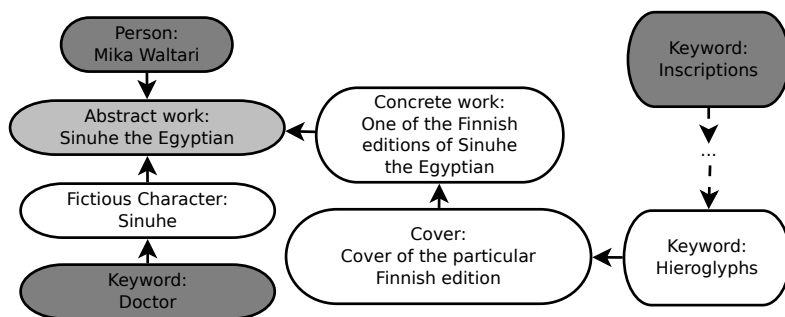 Person:
Mika Waltari
Abstract work:
Sinuhe the Egyptian
Fictious Character:
Sinuhe
Keyword:
Doctor
Concrete work:
One of the Finnish
editions of Sinuhe
the Egyptian
Cover:
Cover of the particular
Finnish edition
Keyword:
Inscriptions
...
Keyword:
Hieroglyphs